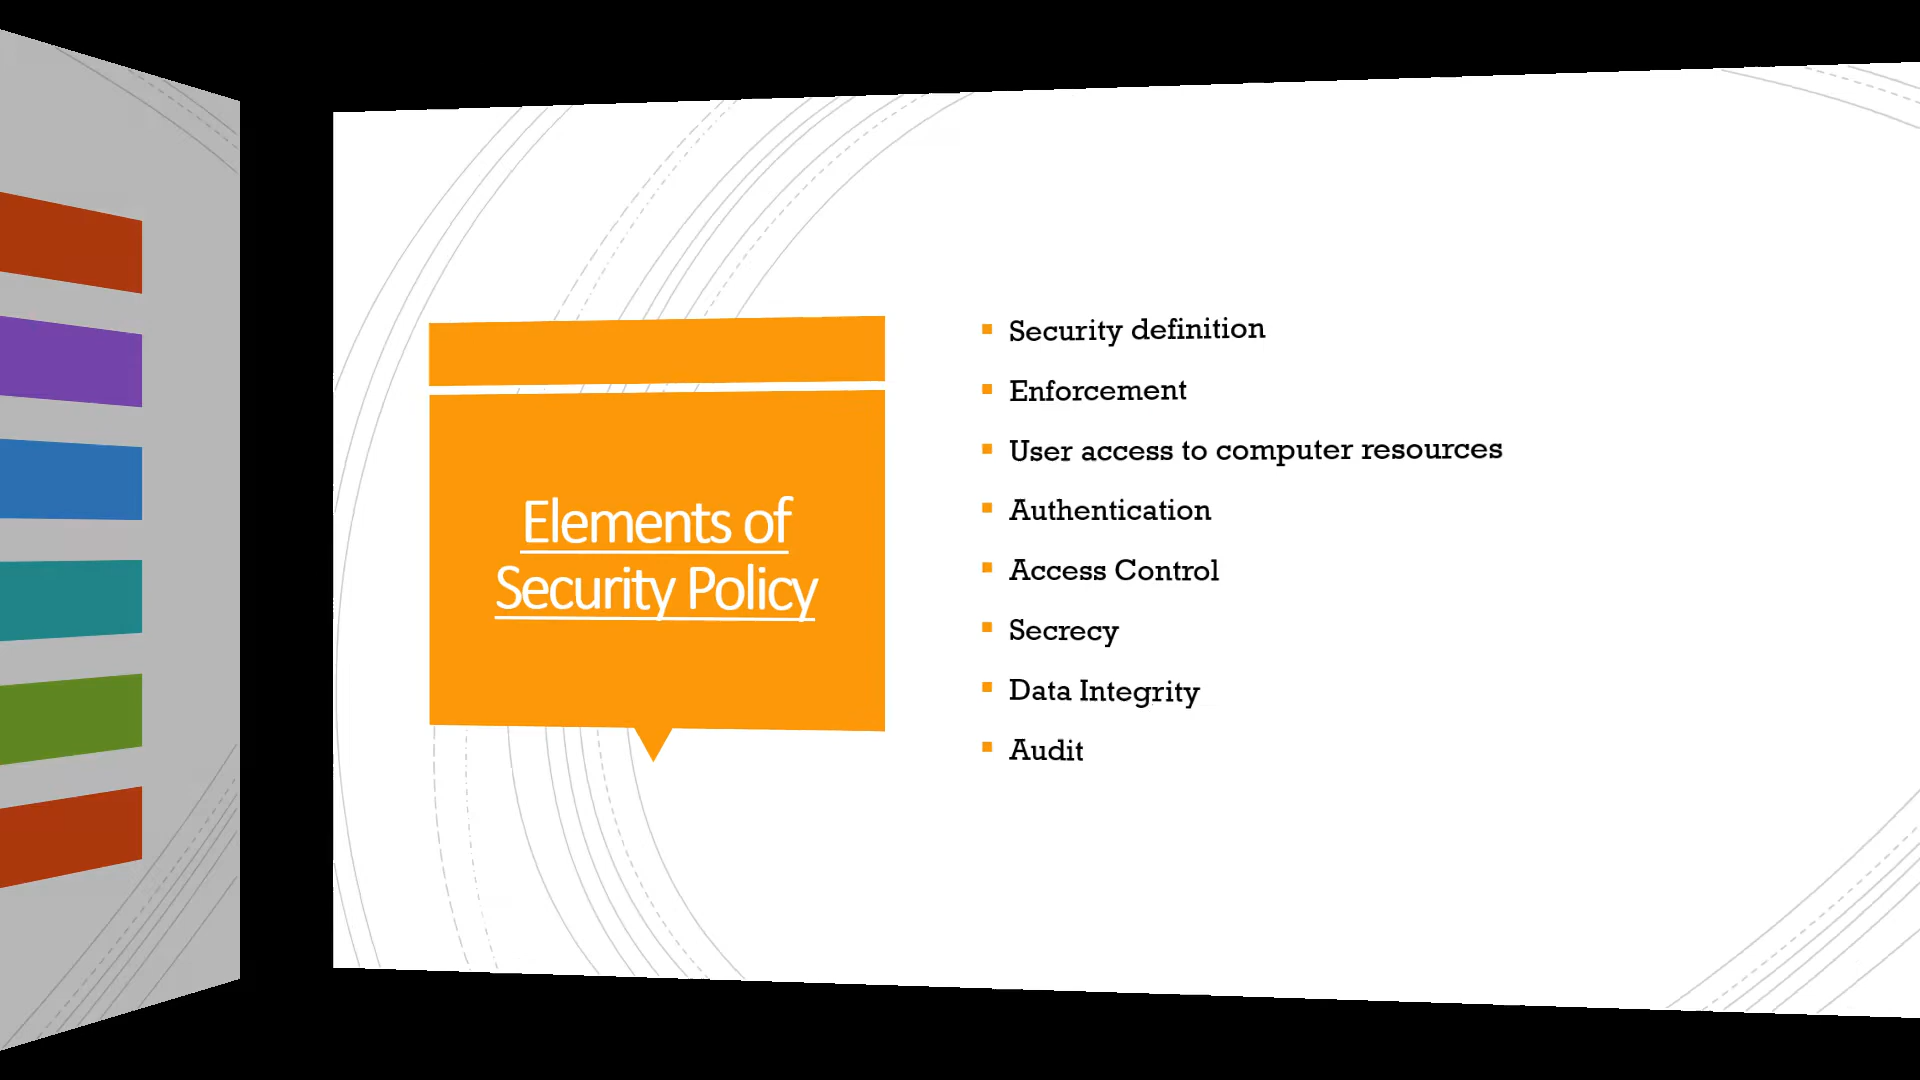 Elements of
Security Policy
Security definition
Enforcement
User access to computer resources
Authentication
Access Control
Secrecy
Data Integrity
Audit